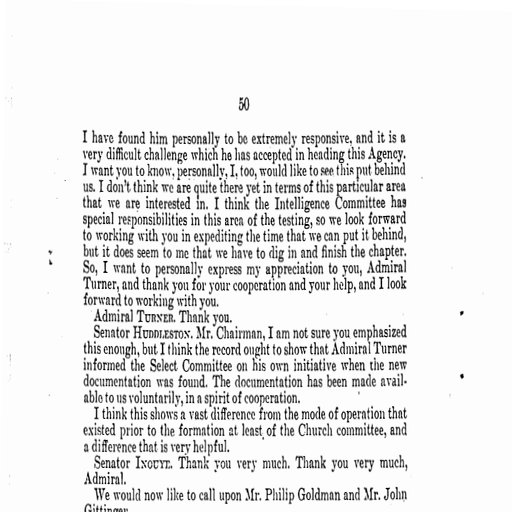 50
I have found him personally to be extremely responsive, and it is a
very difficult challenge which he has accepted in heading this Agency.
I want you to know, personally, I, too, would like to see this put behind
us. I don't think we are quite there yet in terms of this particular area
that we are interested in. I think the Intelligence Committee has
special responsibilities in this area of the testing, so we look forward
to working with you in expediting the time that we can put it behind,
but it does seem to me that we have to dig in and finish the chapter.
So, I want to personally express my appreciation to you, Admiral
Turner, and thank you for your cooperation and your help, and I look
forward to working with you.
Admiral TURNER. Thank you.
Senator HUDDLESTON. Mr. Chairman, I am not sure you emphasized
this enough, but I think the record ought to show that Admiral Turner
informed the Select Committee on his own initiative when the new
documentation was found. The documentation has been made avail-
able to us voluntarily, in a spirit of cooperation.
I think this shows a vast difference from the mode of operation that
existed prior to the formation at least of the Church committee, and
a difference that is very helpful.
Senator INOUYE. Thank you very much. Thank you very much,
Admiral.
We would now like to call upon Mr. Philip Goldman and Mr. John
Gittinger.